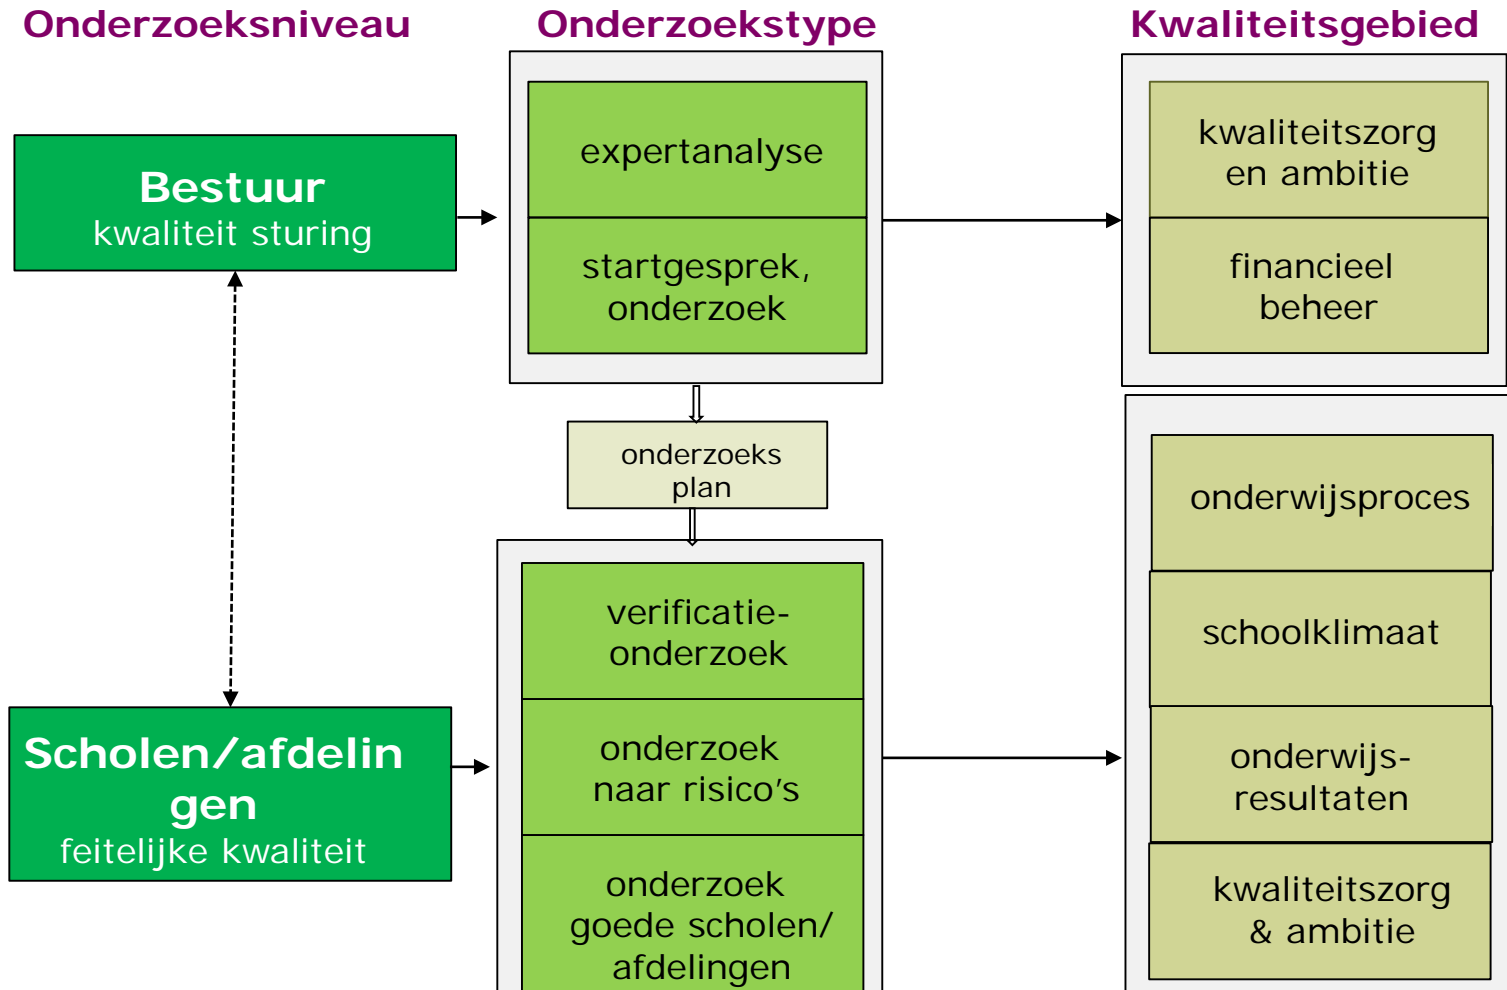 Onderzoeksniveau
Onderzoekstype
Kwaliteitsgebied
Bestuur
kwaliteit sturing
expertanalyse
startgesprek,
onderzoek
kwaliteitszorg
en ambitie
financieel
beheer
onderzoeks
plan
Scholen/afdelin
gen
feitelijke kwaliteit
verificatie-
onderzoek
onderzoek
naar risico's
onderzoek
goede scholen/
afdelingen
onderwijsproces
schoolklimaat
onderwijs-
resultaten
kwaliteitszorg
& ambitie